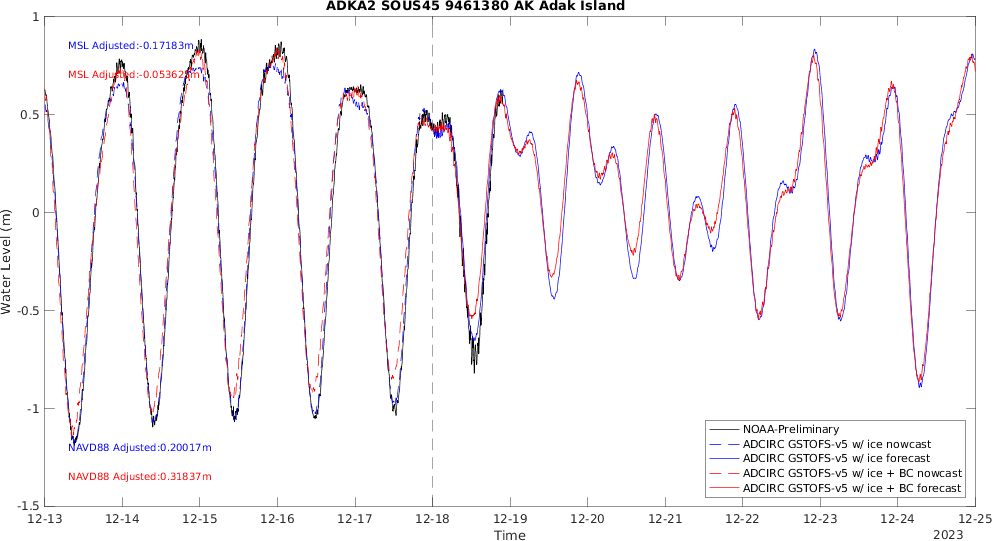 ADKA2 SOUS45 9461380 AK Adak Island
MSL Adjusted:-0.17183m
MSL Adjusted:-0.053625m
NAVD88 Adjusted:0.20017m
NAVD88 Adjusted:0.31837m
Water Level (m)
1
0.5
0
-0.5
-1
-1.5
NOAA-Preliminary
ADCIRC GSTOFS-v5 w/ ice nowcast
ADCIRC GSTOFS-v5 w/ ice forecast
ADCIRC GSTOFS-v5 w/ ice + BC nowcast
ADCIRC GSTOFS-v5 w/ ice + BC forecast
12-13 12-14 12-15 12-16 12-17 12-18 12-19 12-20 12-21 12-22 12-23 12-24 12-25
Time
2023